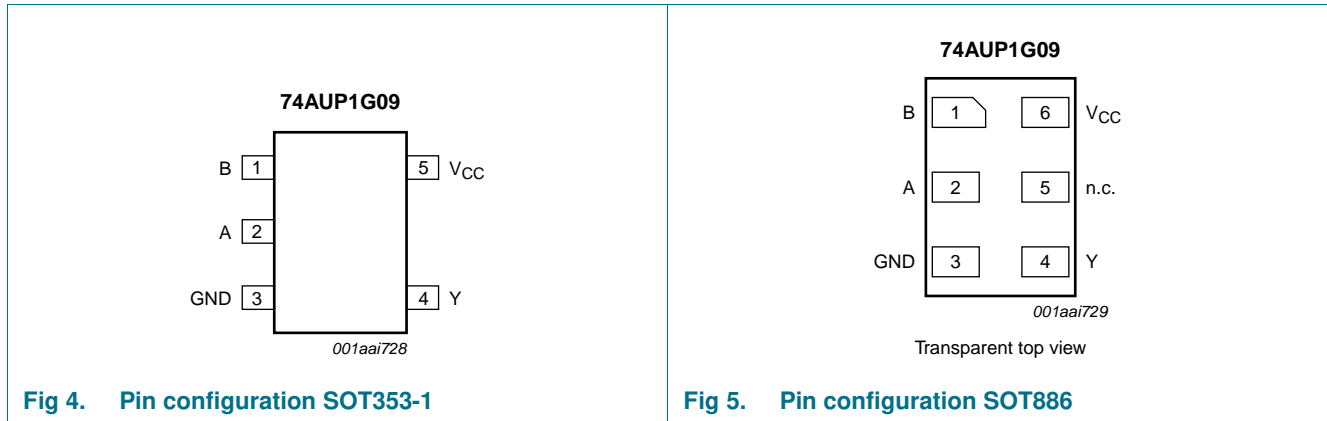 74AUP1G09
B 1
5 VCC
A 2
GND 3
4 Y
001aai728
Fig 4. Pin configuration SOT353-1
74AUP1G09
B 1
6 VCC
A 2
5 n.c.
GND 3
4 Y
001aai729
Transparent top view
Fig 5. Pin configuration SOT886